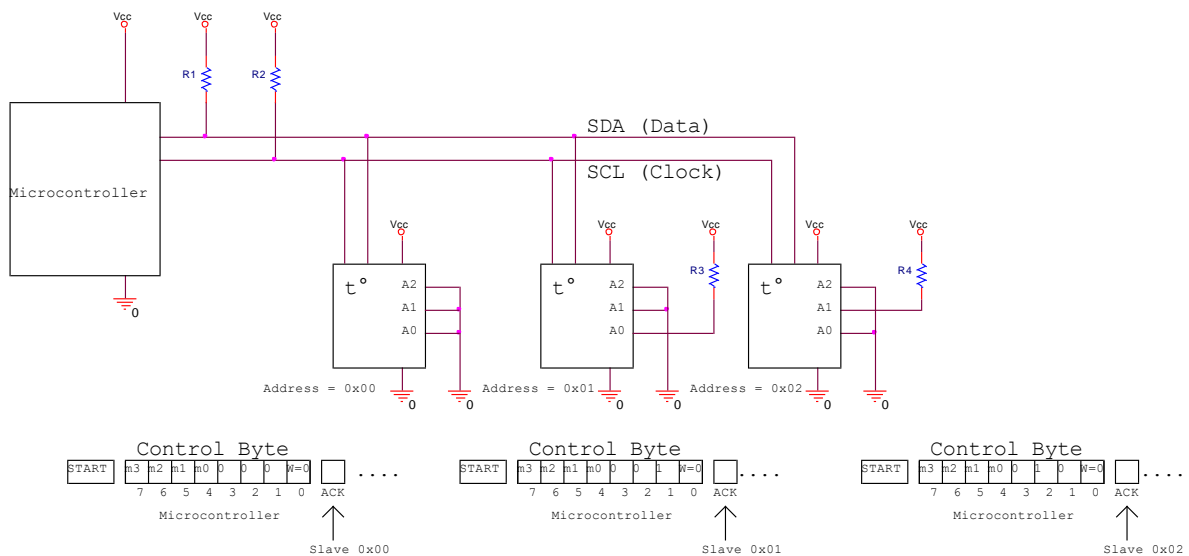 Vcc Vcc Vcc
R1 R2
SDA (Data)
SCL (Clock)
Microcontroller
0
Vcc Vcc Vcc Vcc Vcc
R3 R4
t° A2 t° A2 t° A2
A1 A1 A1
A0 A0 A0
Address = 0x00 Address = 0x01 Address = 0x02
0 0 0 0 0 0
Control Byte Control Byte Control Byte
START m3 m2 m1 m0 0 0 0 W=0 .... START m3 m2 m1 m0 0 0 1 W=0 .... START m3 m2 m1 m0 0 1 0 W=0 ....
7 6 5 4 3 2 1 0 ACK 7 6 5 4 3 2 1 0 ACK 7 6 5 4 3 2 1 0 ACK
Microcontroller Microcontroller Microcontroller
Slave 0x00 Slave 0x01 Slave 0x02